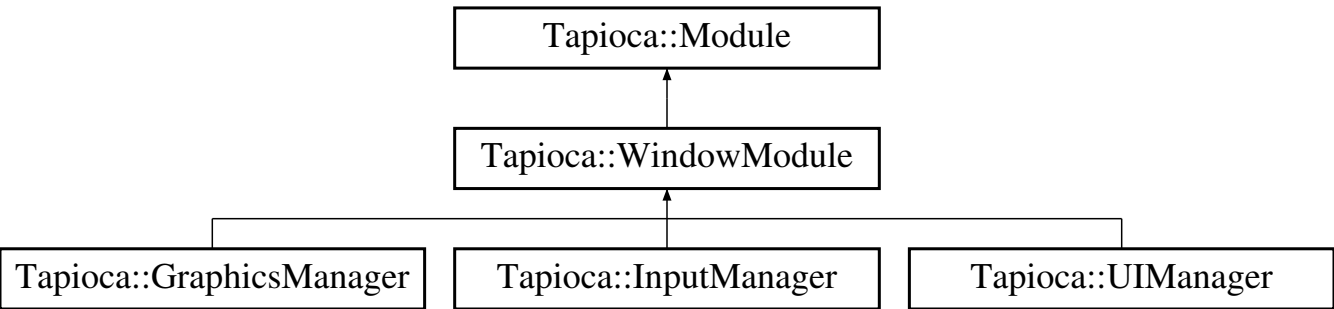 Tapioca::Module
Tapioca::WindowModule
Tapioca::GraphicsManager Tapioca::InputManager Tapioca::UIManager